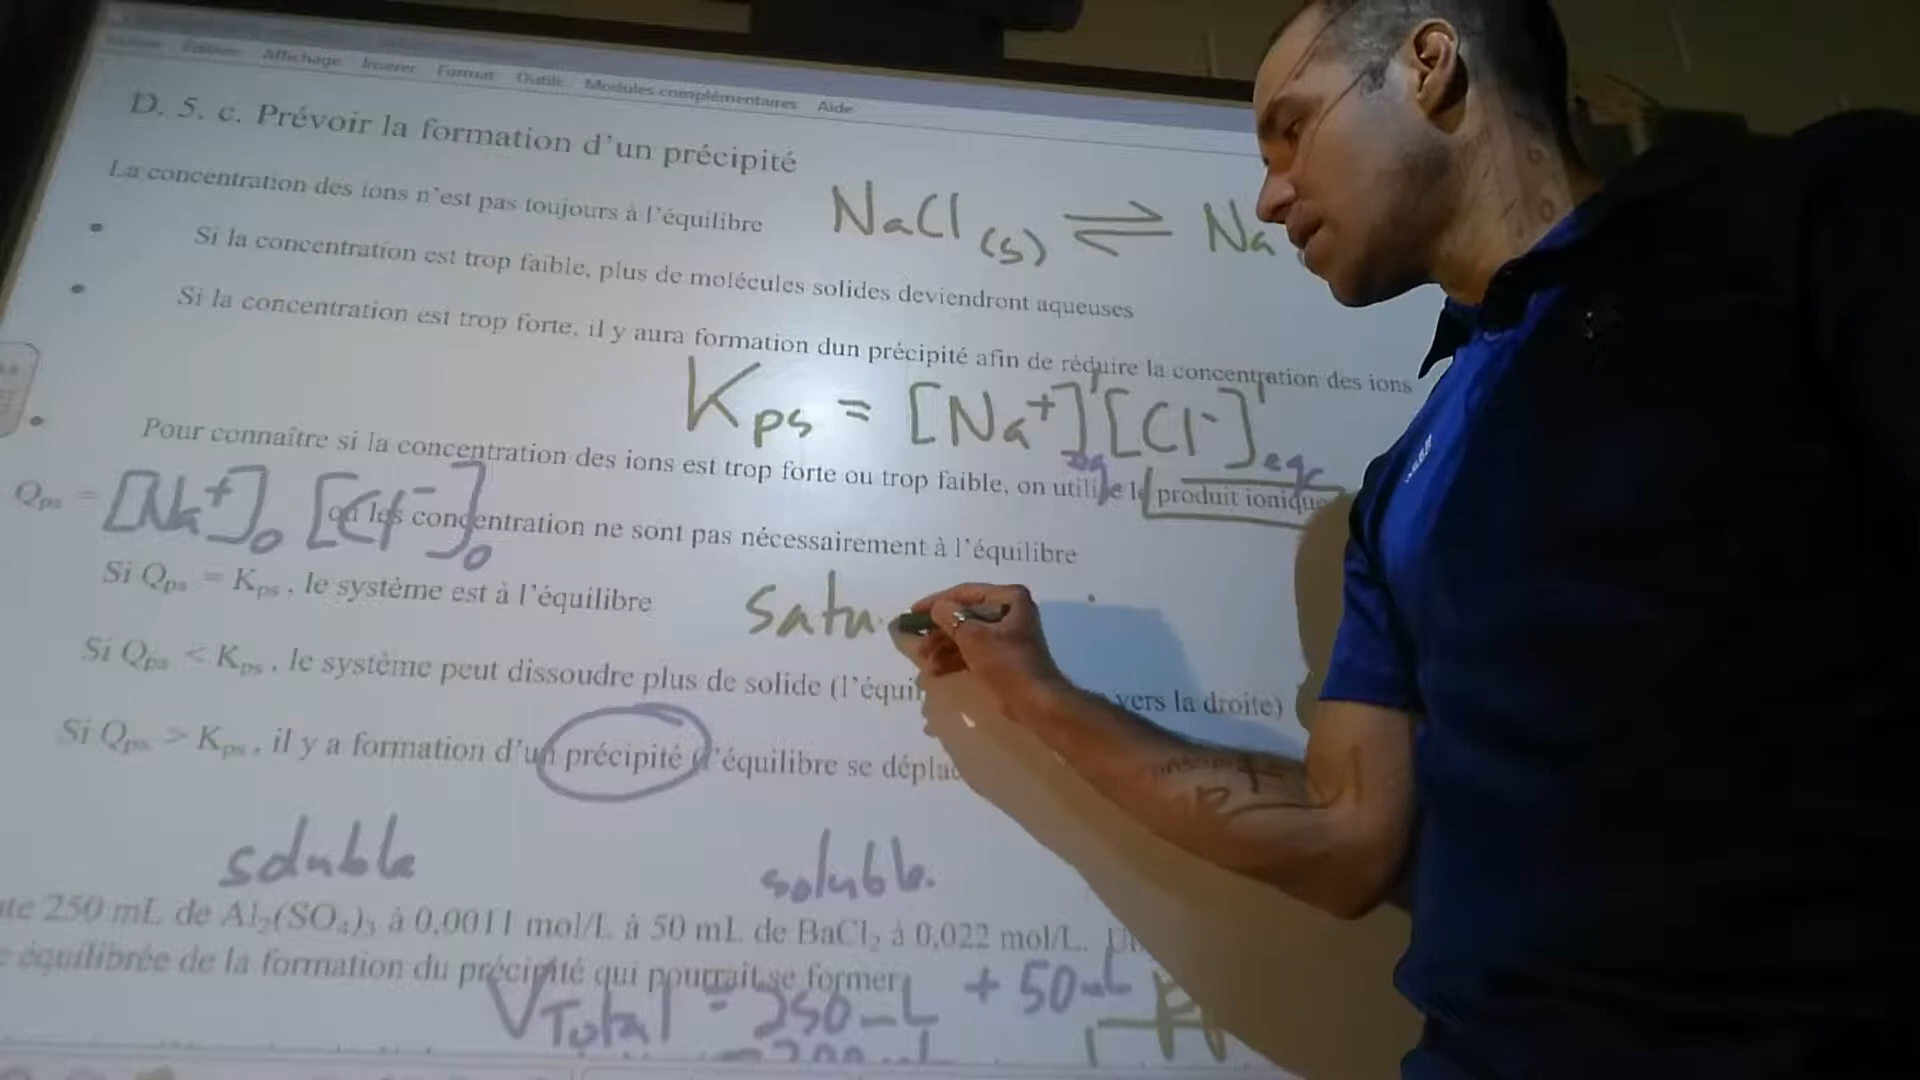 Édition Affichage Insérer Format Outils Modules complémentaires Aide
D. 5. c. Prévoir la formation d'un précipité
La concentration des ions n'est pas toujours à l'équilibre
NaCl (s) ⇌ Na
Si la concentration est trop faible, plus de molécules solides deviendront aqueuses
Si la concentration est trop forte, il y aura formation dun précipité afin de réduire la concentration des ions
Kps = [Na+]1 [Cl-]1 eqc
Pour connaître si la concentration des ions est trop forte ou trop faible, on utilise le produit ionique
Qps = [Na+]0 [Cl-]0 où les concentration ne sont pas nécessairement à l'équilibre
Si Qps = Kps, le système est à l'équilibre satu
Si Qps < Kps, le système peut dissoudre plus de solide (l'équi vers la droite)
Si Qps > Kps, il y a formation d'un précipité (l'équilibre se dépla
soluble soluble.
te 250 mL de Al2(SO4)3 à 0,0011 mol/L à 50 mL de BaCl2 à 0,022 mol/L.
équilibrée de la formation du précipité qui pourrait se former
VTotal = 250 mL + 50 mL